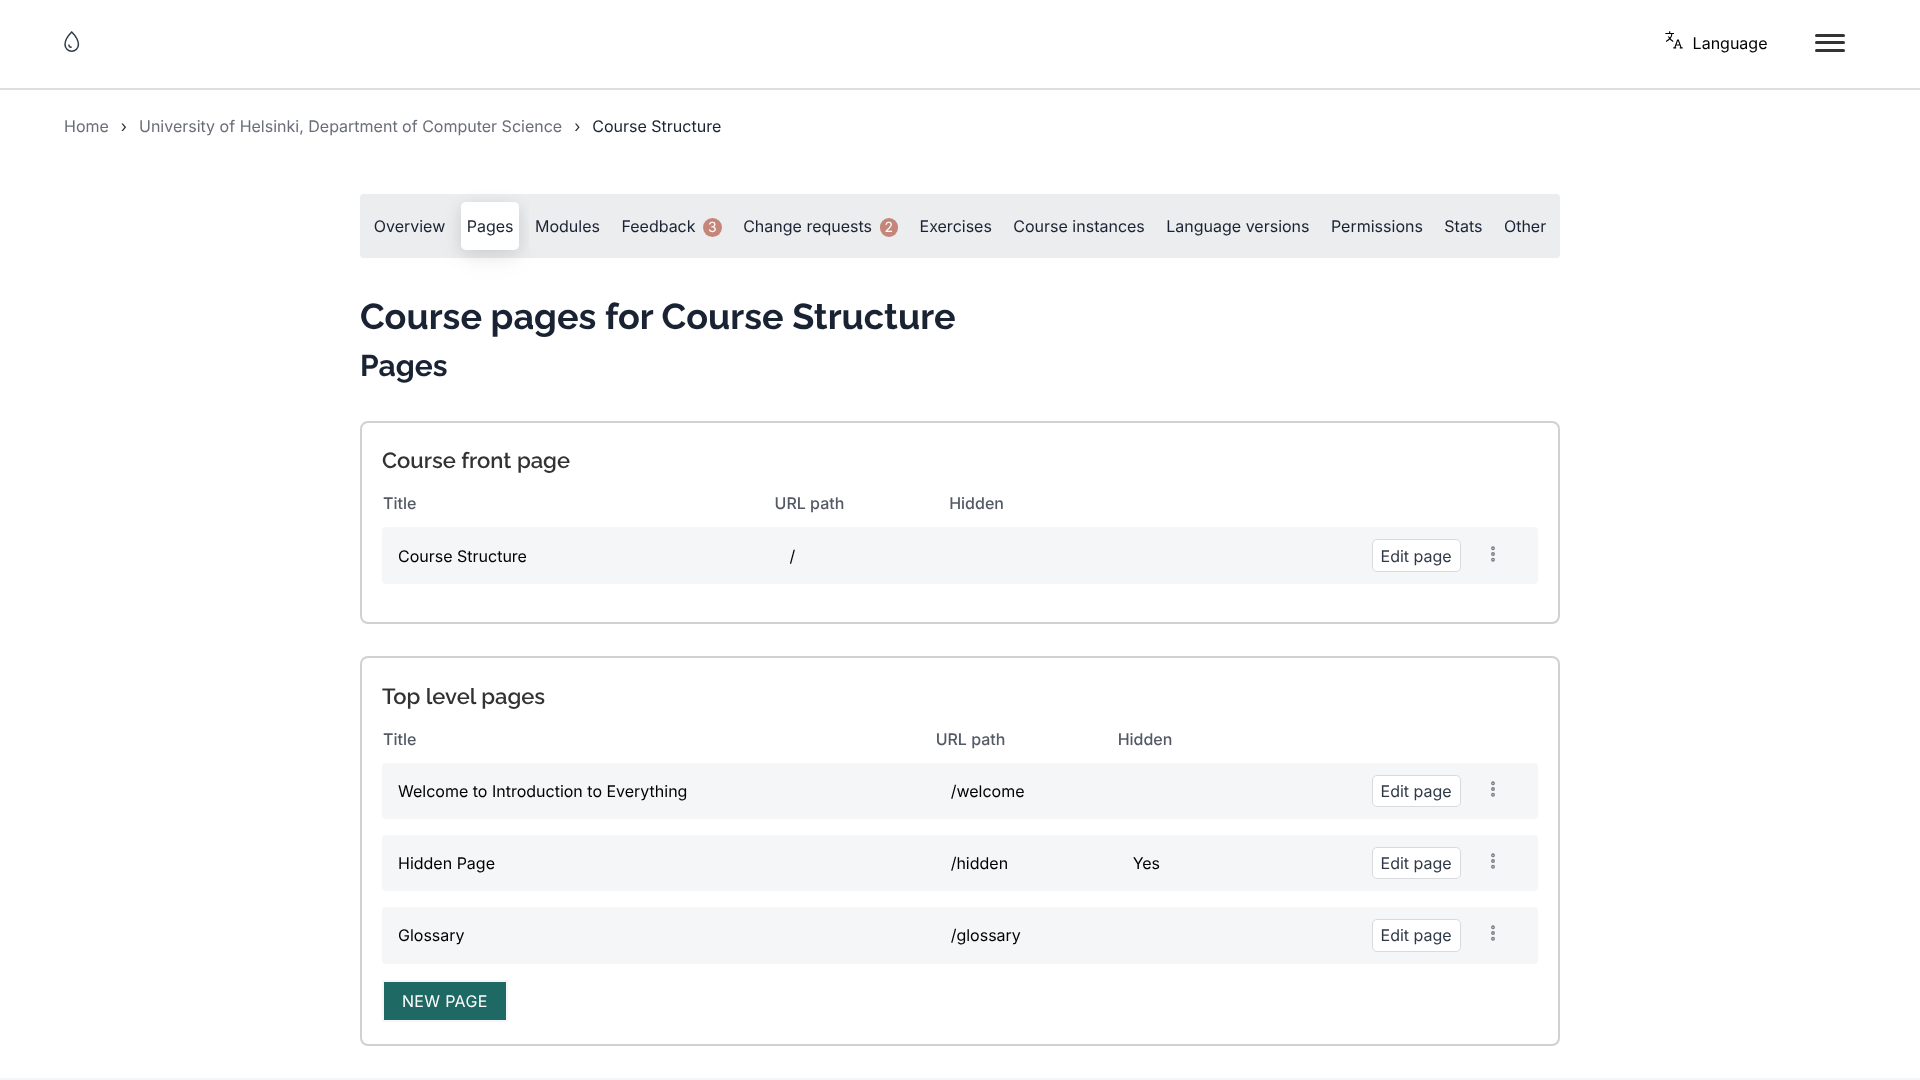 Language
Home › University of Helsinki, Department of Computer Science › Course Structure
Overview Pages Modules Feedback 3 Change requests 2 Exercises Course instances Language versions Permissions Stats Other
Course pages for Course Structure
Pages
Course front page
Title URL path Hidden
Course Structure / Edit page
Top level pages
Title URL path Hidden
Welcome to Introduction to Everything /welcome Edit page
Hidden Page /hidden Yes Edit page
Glossary /glossary Edit page
NEW PAGE